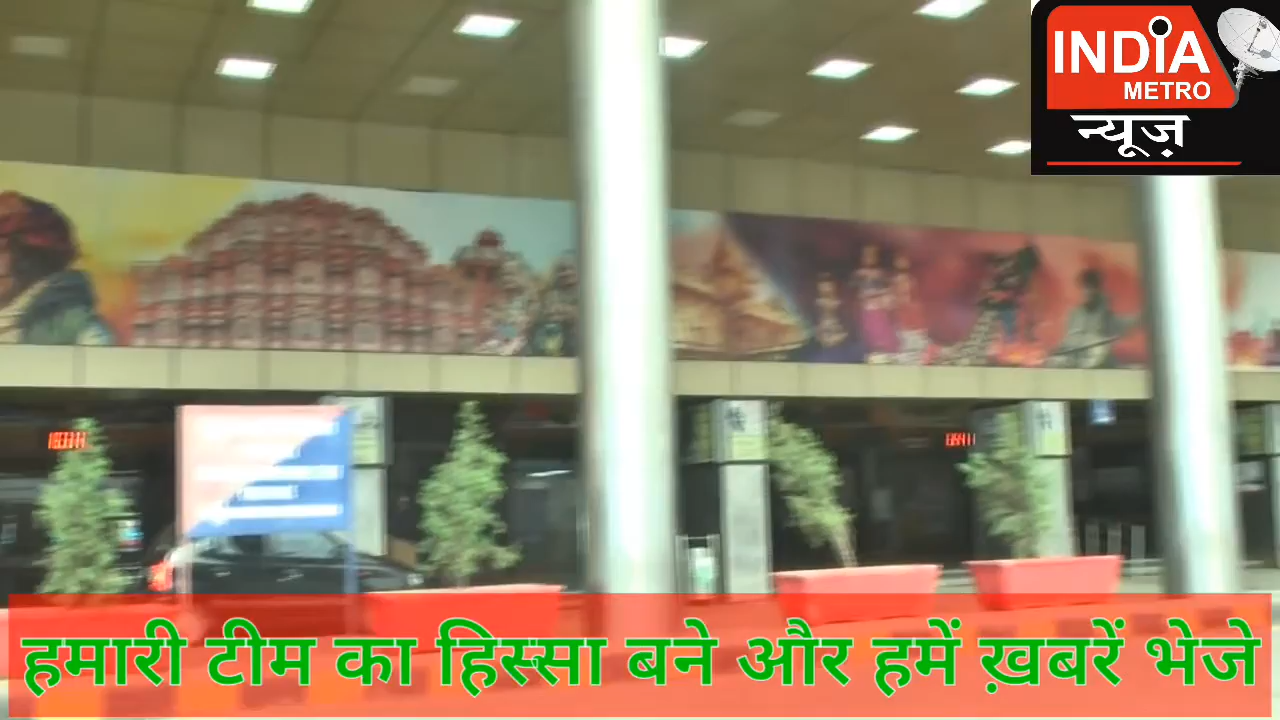 INDIA
METRO
न्यूज़
हमारी टीम का हिस्सा बने और हमें ख़बरें भेजे